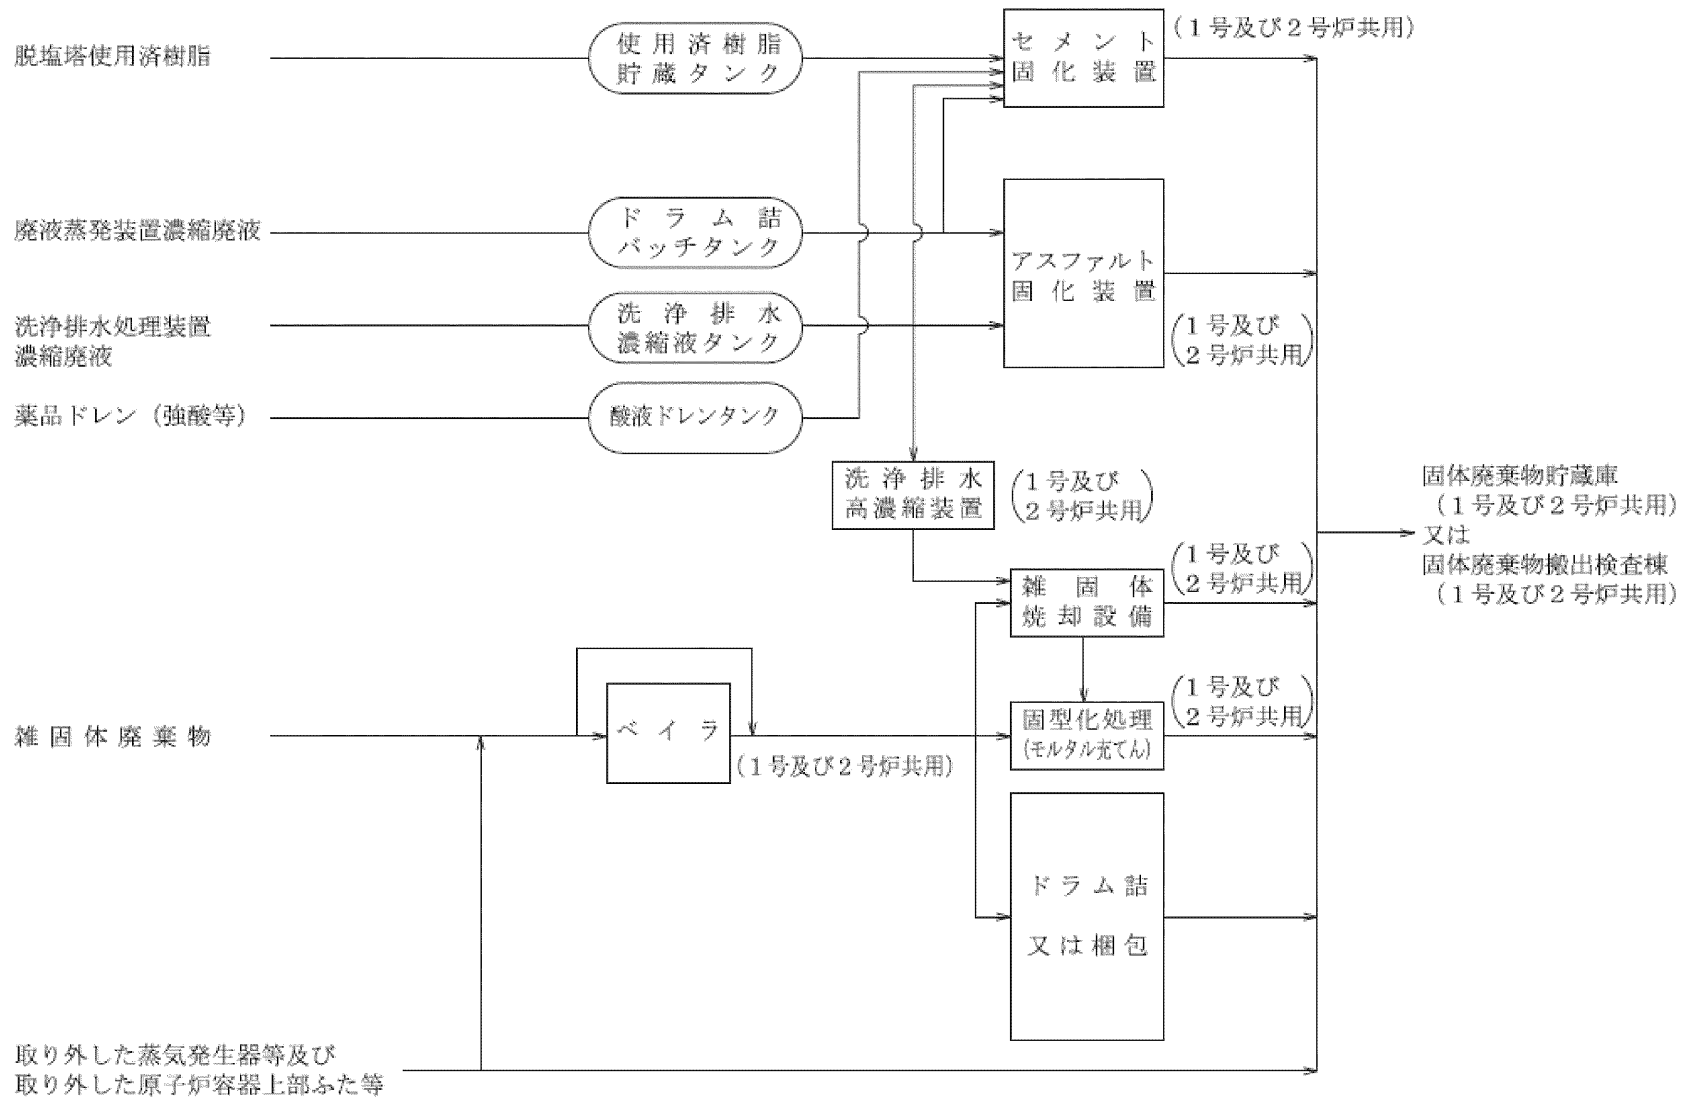 脱塩塔使用済樹脂
使用済樹脂
貯蔵タンク
セメント
固化装置
(1号及び2号炉共用)
廃液蒸発装置濃縮廃液
ドラム詰
バッチタンク
アスファルト
固化装置
(1号及び
2号炉共用)
洗浄排水処理装置
濃縮廃液
洗浄排水
濃縮液タンク
薬品ドレン(強酸等)
酸液ドレンタンク
洗浄排水
高濃縮装置
(1号及び
2号炉共用)
固体廃棄物貯蔵庫
(1号及び2号炉共用)
又は
固体廃棄物搬出検査棟
(1号及び2号炉共用)
雑固体
焼却設備
(1号及び
2号炉共用)
雑固体廃棄物
ベイラ
(1号及び2号炉共用)
固型化処理
(モルタル充てん)
(1号及び
2号炉共用)
ドラム詰
又は梱包
取り外した蒸気発生器等及び
取り外した原子炉容器上部ふた等